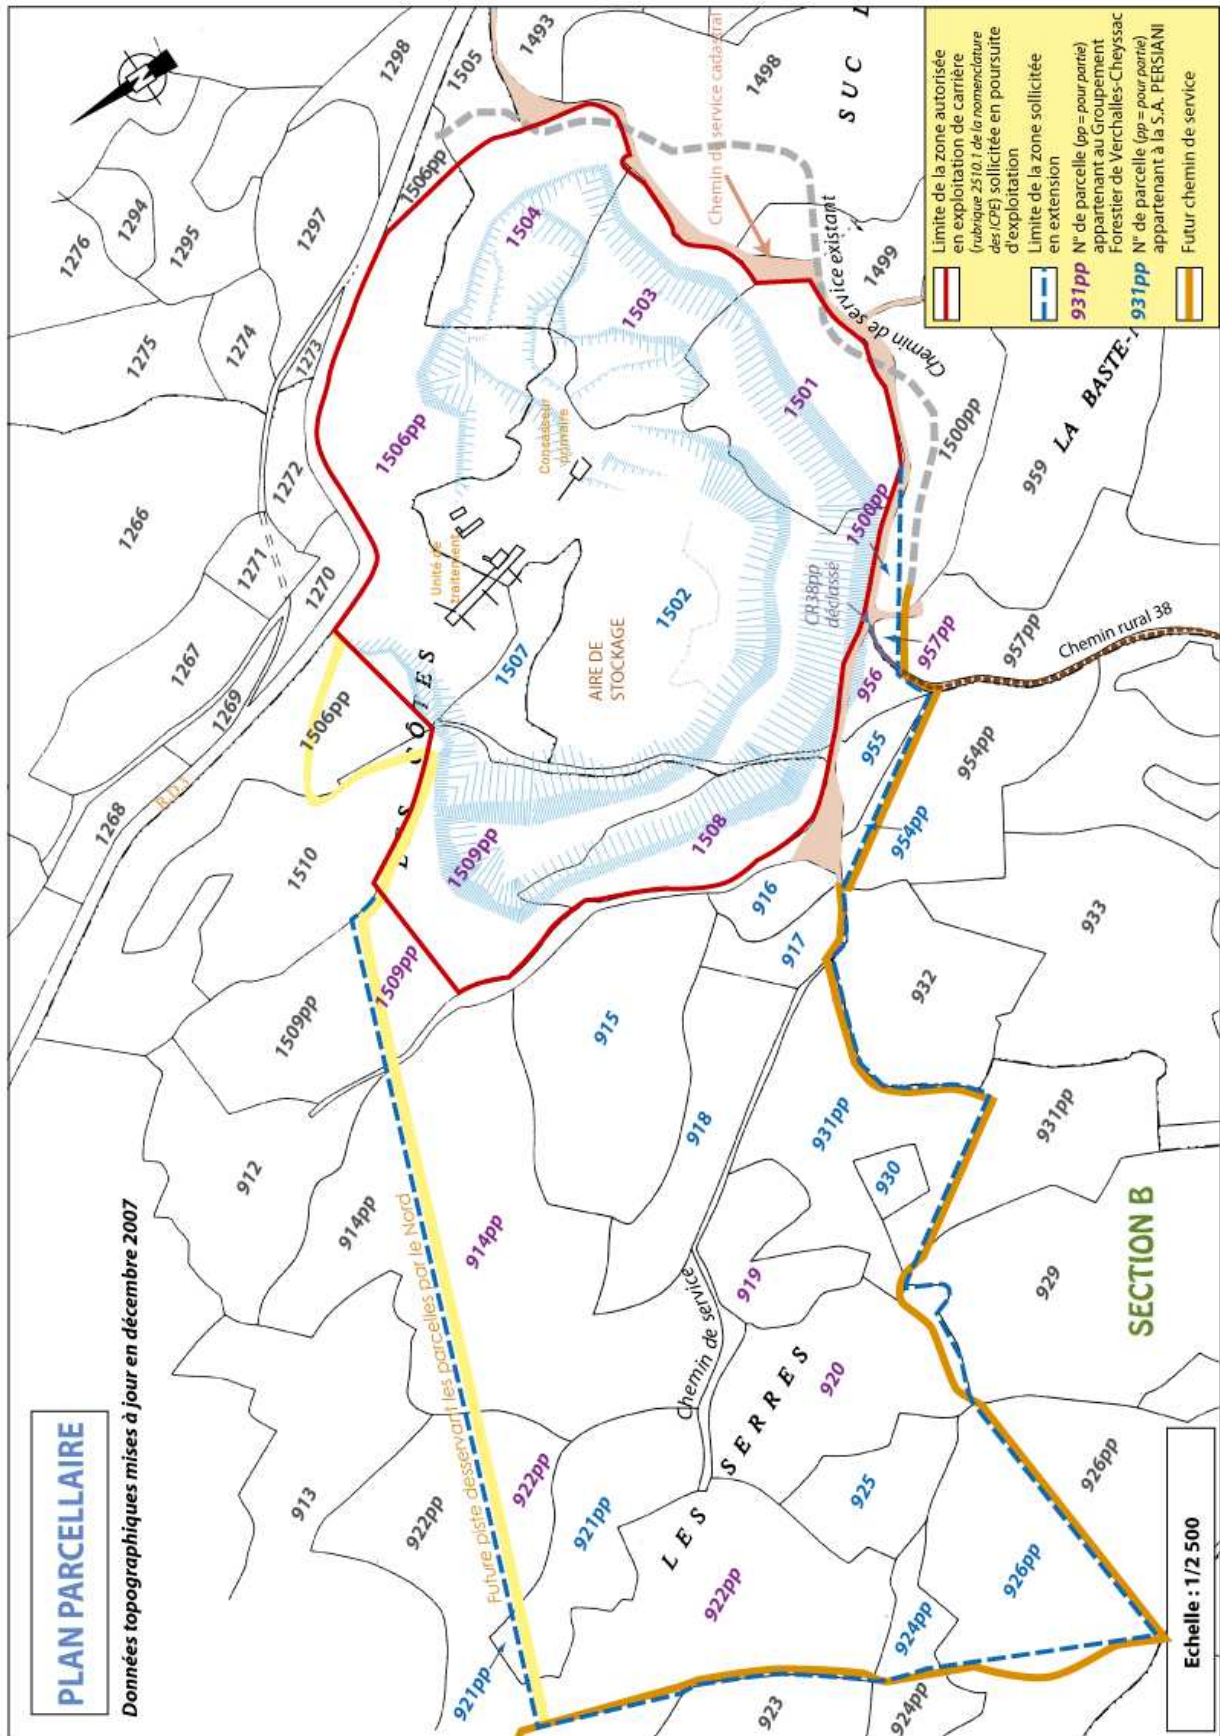 PLAN PARCELLAIRE
Données topographiques mises à jour en décembre 2007
Limite de la zone autorisée
en exploitation de carrière
(rubrique 2510.1 de la nomenclature
des ICPE) sollicitée en poursuite
d'exploitation
Limite de la zone sollicitée
en extension
931pp
N° de parcelle (pp = pour partie)
appartenant au Groupement
Forestier de Verchalles-Cheyssac
931pp
N° de parcelle (pp = pour partie)
appartenant à la S.A. PERSIANI
Futur chemin de service
Echelle : 1/2 500
SECTION B
1276
1294
1295
1297
1298
1505
1493
1498
SUC
1275
1274
1273
1506pp
1504
1503
Chemin de service cadastral
1499
Chemin de service existant
1266
1272
1271
1270
1506pp
Concasseur
primaire
1501
1500pp
1500pp
959
LA BASTE
1267
1269
1268
R.D.3
1506pp
Unité de
traitement
1507
1502
AIRE DE
STOCKAGE
CR38pp
déclassé
956
957pp
957pp
Chemin rural 38
1510
1509pp
1508
955
954pp
954pp
1509pp
1509pp
916
917
915
918
932
933
912
914pp
914pp
931pp
930
931pp
929
919
Chemin de service
920
LES SERRES
913
922pp
922pp
921pp
921pp
922pp
925
926pp
926pp
924pp
924pp
923
Future piste desservant les parcelles par le Nord